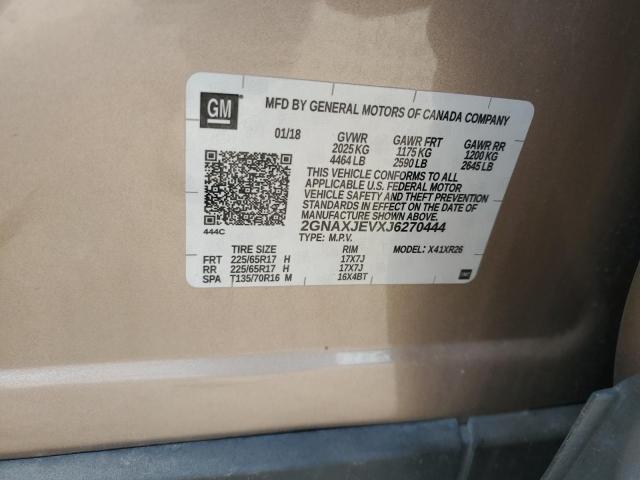 GM
MFD BY GENERAL MOTORS OF CANADA COMPANY
01/18 GVWR GAWR FRT GAWR RR
2025 KG 1175 KG 1200 KG
4464 LB 2590 LB 2645 LB
THIS VEHICLE CONFORMS TO ALL
APPLICABLE U.S. FEDERAL MOTOR
VEHICLE SAFETY AND THEFT PREVENTION
STANDARDS IN EFFECT ON THE DATE OF
MANUFACTURE SHOWN ABOVE.
444C 2GNAXJEVXJ6270444
TYPE: M.P.V. MODEL: X41XR26
TIRE SIZE RIM
FRT 225/65R17 H 17X7J
RR 225/65R17 H 17X7J
SPA T135/70R16 M 16X4BT